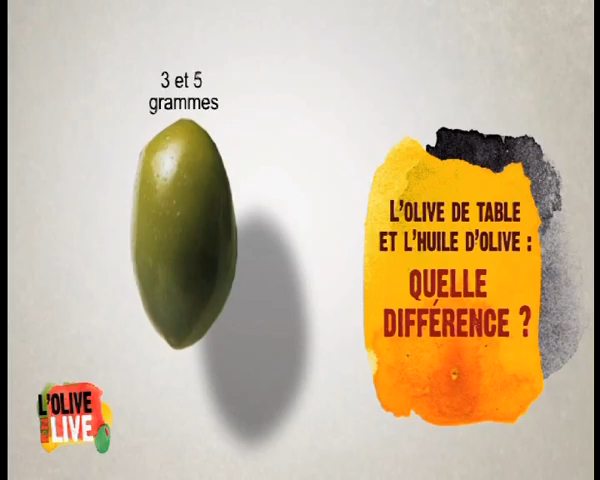 3 et 5
grammes
L'OLIVE DE TABLE
ET L'HUILE D'OLIVE :
QUELLE
DIFFÉRENCE ?
L'OLIVE
LIVE